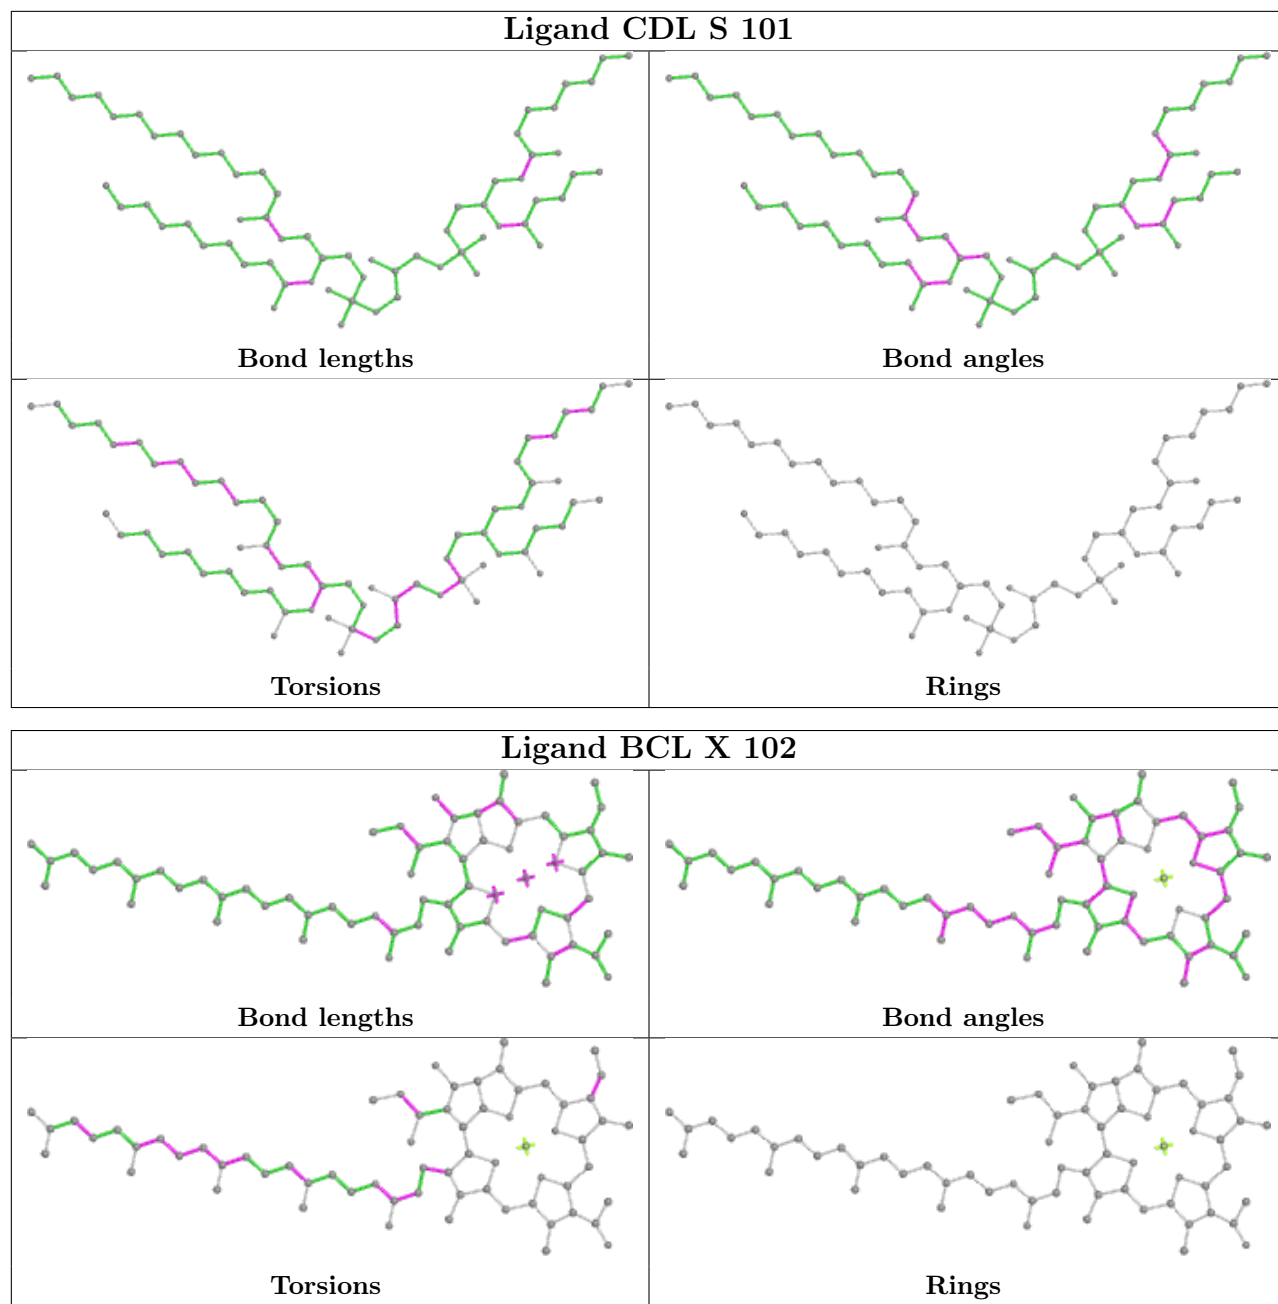 Ligand CDL S 101
Bond lengths
Bond angles
Torsions
Rings
Ligand BCL X 102
Bond lengths
Bond angles
Torsions
Rings